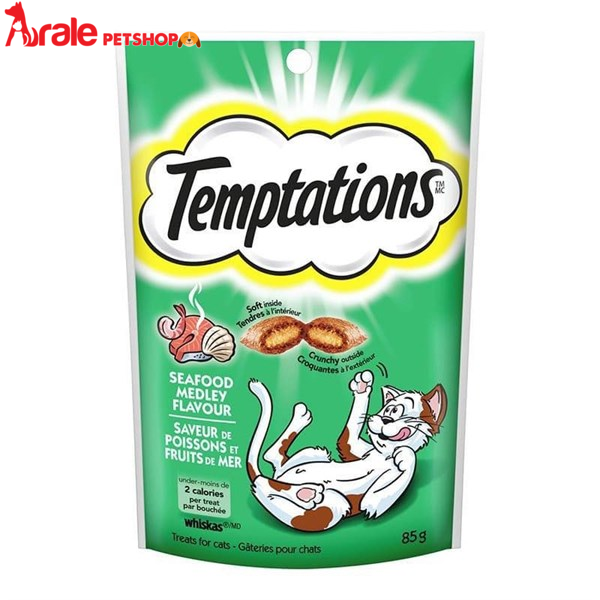 Arale
PETSHOP
Temptations
TM
MC
Soft inside
Tendres à l'intérieur
Crunchy outside
Croquantes à l'extérieur
SEAFOOD
MEDLEY
FLAVOUR
SAVEUR DE
POISSONS ET
FRUITS DE MER
under-moins de
2 calories
per treat
par bouchée
whiskas®/MD
Treats for cats - Gâteries pour chats
85g